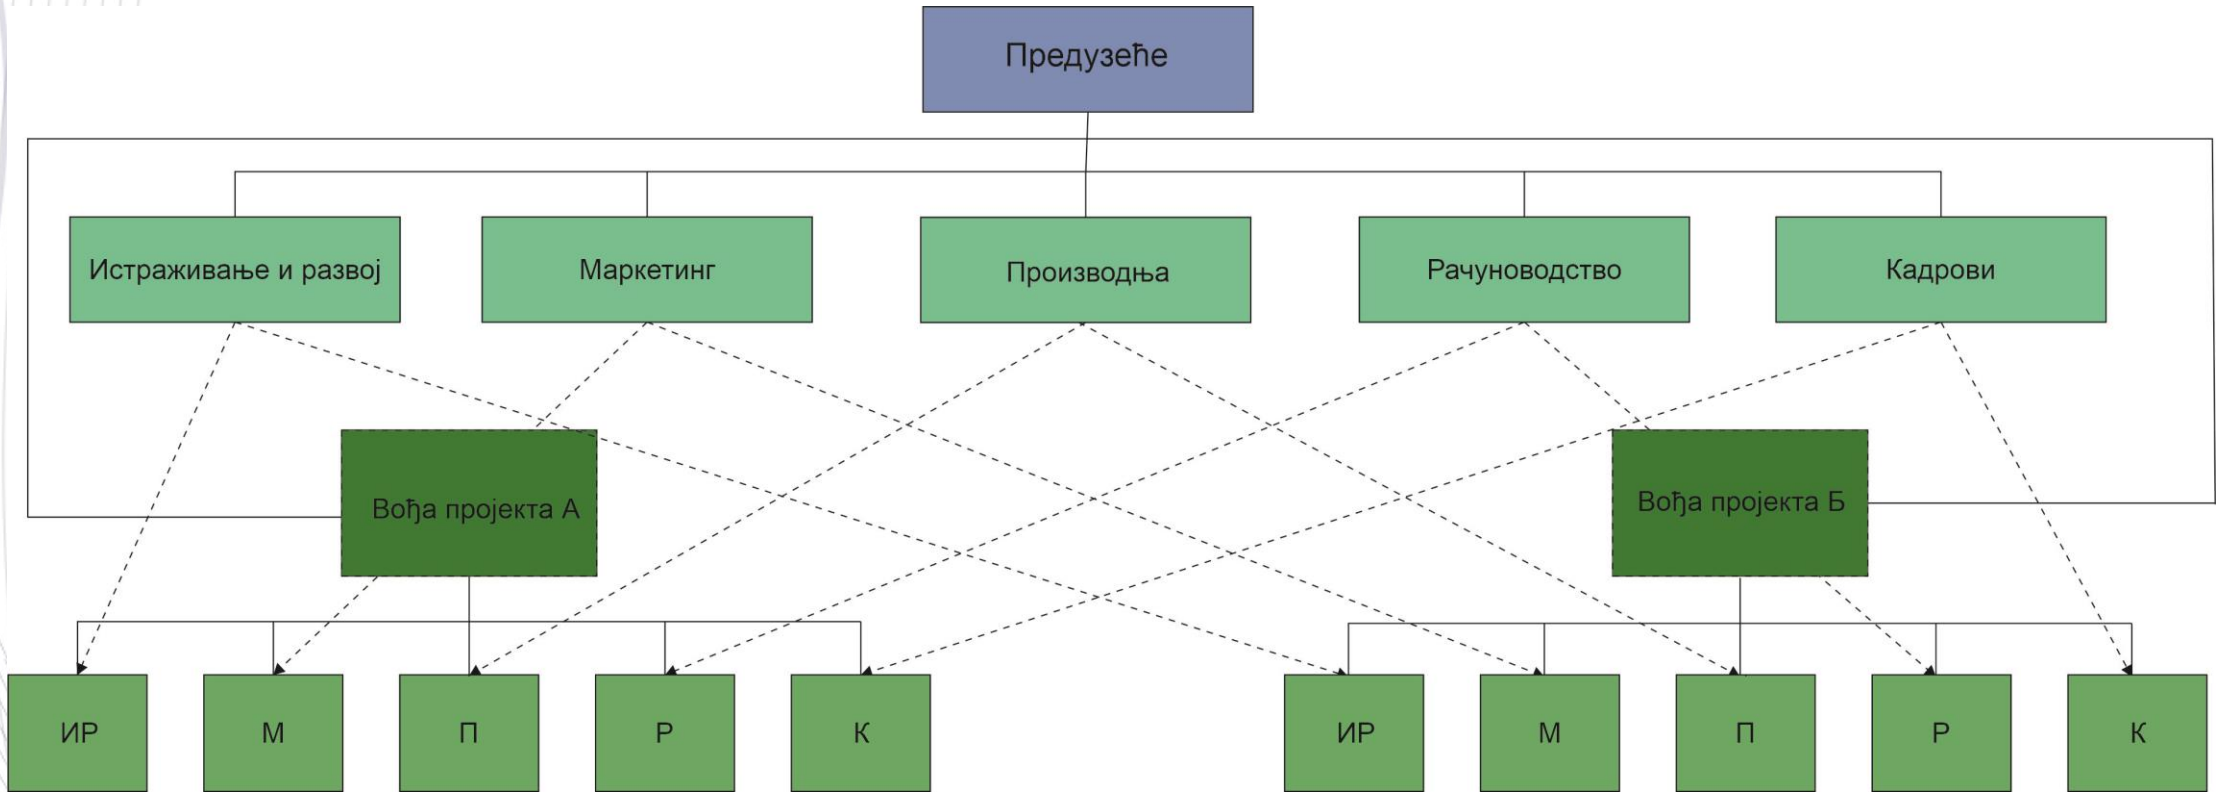 Предузеће
Истраживање и развој
Маркетинг
Производња
Рачуноводство
Кадрови
Вођа пројекта А
Вођа пројекта Б
ИР
М
П
Р
К
ИР
М
П
Р
К